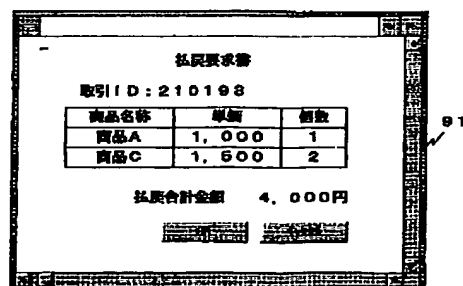 払戻要求書
取引ID：210198
商品名称 単価 個数
商品A 1，000 1
商品C 1，500 2
払戻合計金額 4，000円
91